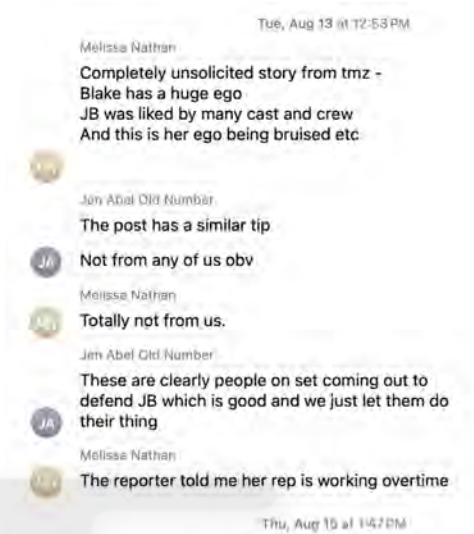 Tue, Aug 13 at 12:53 PM
Melissa Nathan
Completely unsolicited story from tmz -
Blake has a huge ego
JB was liked by many cast and crew
And this is her ego being bruised etc
Jen Abel Old Number
The post has a similar tip
JA Not from any of us obv
Melissa Nathan
Totally not from us.
Jen Abel Old Number
These are clearly people on set coming out to
defend JB which is good and we just let them do
JA their thing
Melissa Nathan
The reporter told me her rep is working overtime
Thu, Aug 15 at 1:47 PM